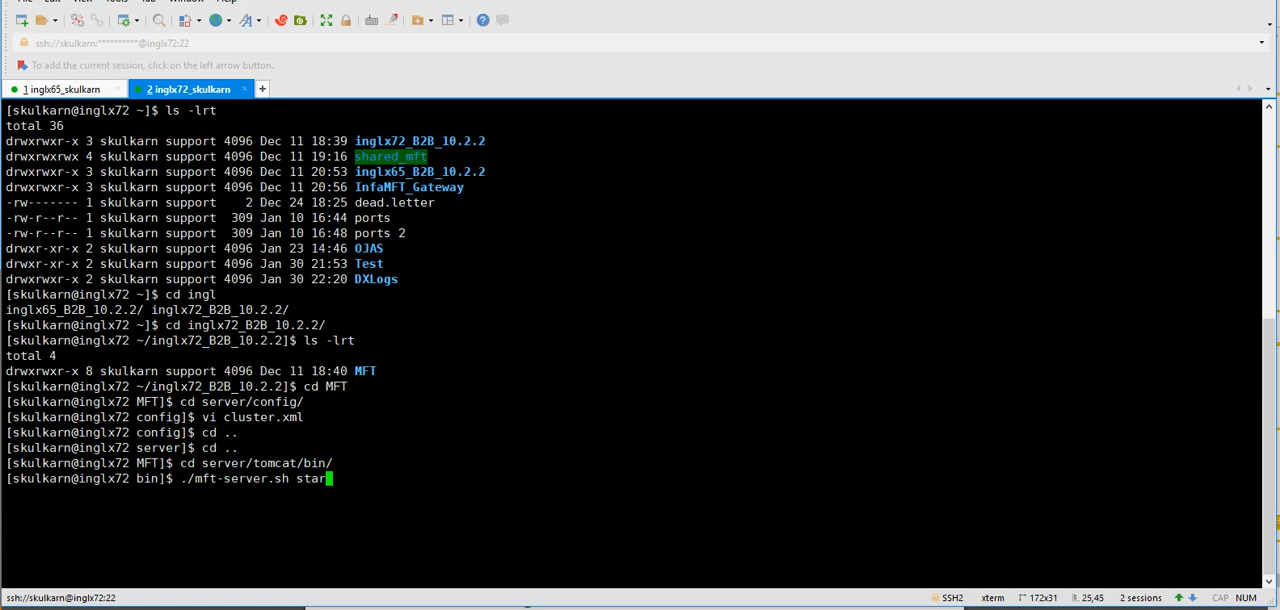 ssh://skulkarn:**********@inglx72:22
To add the current session, click on the left arrow button.
1 inglx65_skulkarn
2 inglx72_skulkarn
[skulkarn@inglx72 ~]$ ls -lrt
total 36
drwxrwxr-x 3 skulkarn support 4096 Dec 11 18:39 inglx72_B2B_10.2.2
drwxrwxrwx 4 skulkarn support 4096 Dec 11 19:16 shared_mft
drwxrwxr-x 3 skulkarn support 4096 Dec 11 20:53 inglx65_B2B_10.2.2
drwxrwxr-x 3 skulkarn support 4096 Dec 11 20:56 InfaMFT_Gateway
-rw------- 1 skulkarn support    2 Dec 24 18:25 dead.letter
-rw-r--r-- 1 skulkarn support  309 Jan 10 16:44 ports
-rw-r--r-- 1 skulkarn support  309 Jan 10 16:48 ports 2
drwxr-xr-x 2 skulkarn support 4096 Jan 23 14:46 OJAS
drwxrwxr-x 2 skulkarn support 4096 Jan 30 21:53 Test
drwxrwxr-x 2 skulkarn support 4096 Jan 30 22:20 DXLogs
[skulkarn@inglx72 ~]$ cd ingl
inglx65_B2B_10.2.2/ inglx72_B2B_10.2.2/
[skulkarn@inglx72 ~]$ cd inglx72_B2B_10.2.2/
[skulkarn@inglx72 ~/inglx72_B2B_10.2.2]$ ls -lrt
total 4
drwxrwxr-x 8 skulkarn support 4096 Dec 11 18:40 MFT
[skulkarn@inglx72 ~/inglx72_B2B_10.2.2]$ cd MFT
[skulkarn@inglx72 MFT]$ cd server/config/
[skulkarn@inglx72 config]$ vi cluster.xml
[skulkarn@inglx72 config]$ cd ..
[skulkarn@inglx72 server]$ cd ..
[skulkarn@inglx72 MFT]$ cd server/tomcat/bin/
[skulkarn@inglx72 bin]$ ./mft-server.sh star
ssh://skulkarn@inglx72:22
SSH2
xterm
172x31
25,45
2 sessions
CAP
NUM